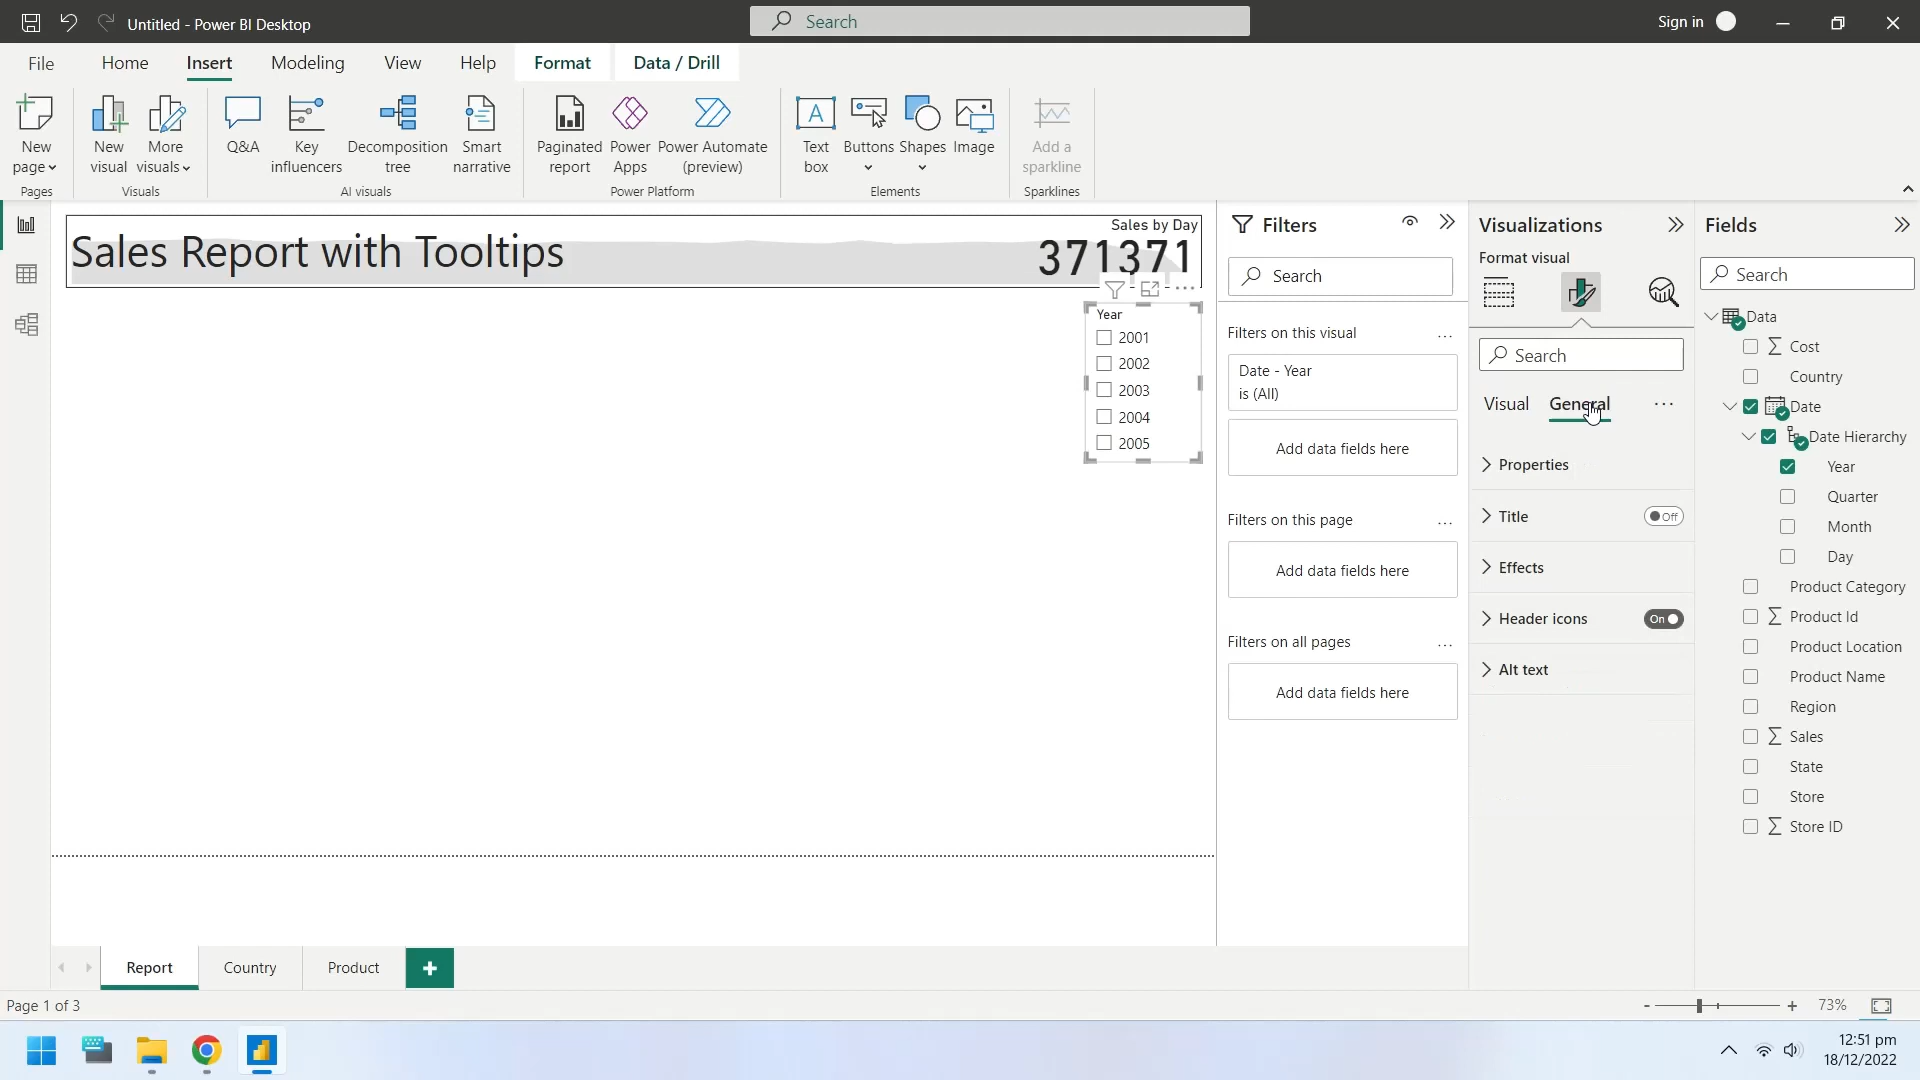 Untitled - Power BI Desktop
Search
Sign in
File
Home
Insert
Modeling
View
Help
Format
Data / Drill
New page
New visual
More visuals
Q&A
Key influencers
Decomposition tree
Smart narrative
Paginated report
Power Apps
Power Automate (preview)
Text box
Buttons
Shapes
Image
Add a sparkline
Pages
Visuals
AI visuals
Power Platform
Elements
Sparklines
Sales Report with Tooltips
Sales by Day
371371
Year
2001
2002
2003
2004
2005
Filters
Search
Filters on this visual
Date - Year
is (All)
Add data fields here
Filters on this page
Add data fields here
Filters on all pages
Add data fields here
Visualizations
Format visual
Search
Visual
General
Properties
Title
Off
Effects
Header icons
On
Alt text
Fields
Search
Data
Cost
Country
Date
Date Hierarchy
Year
Quarter
Month
Day
Product Category
Product Id
Product Location
Product Name
Region
Sales
State
Store
Store ID
Report
Country
Product
Page 1 of 3
73%
12:51 pm
18/12/2022